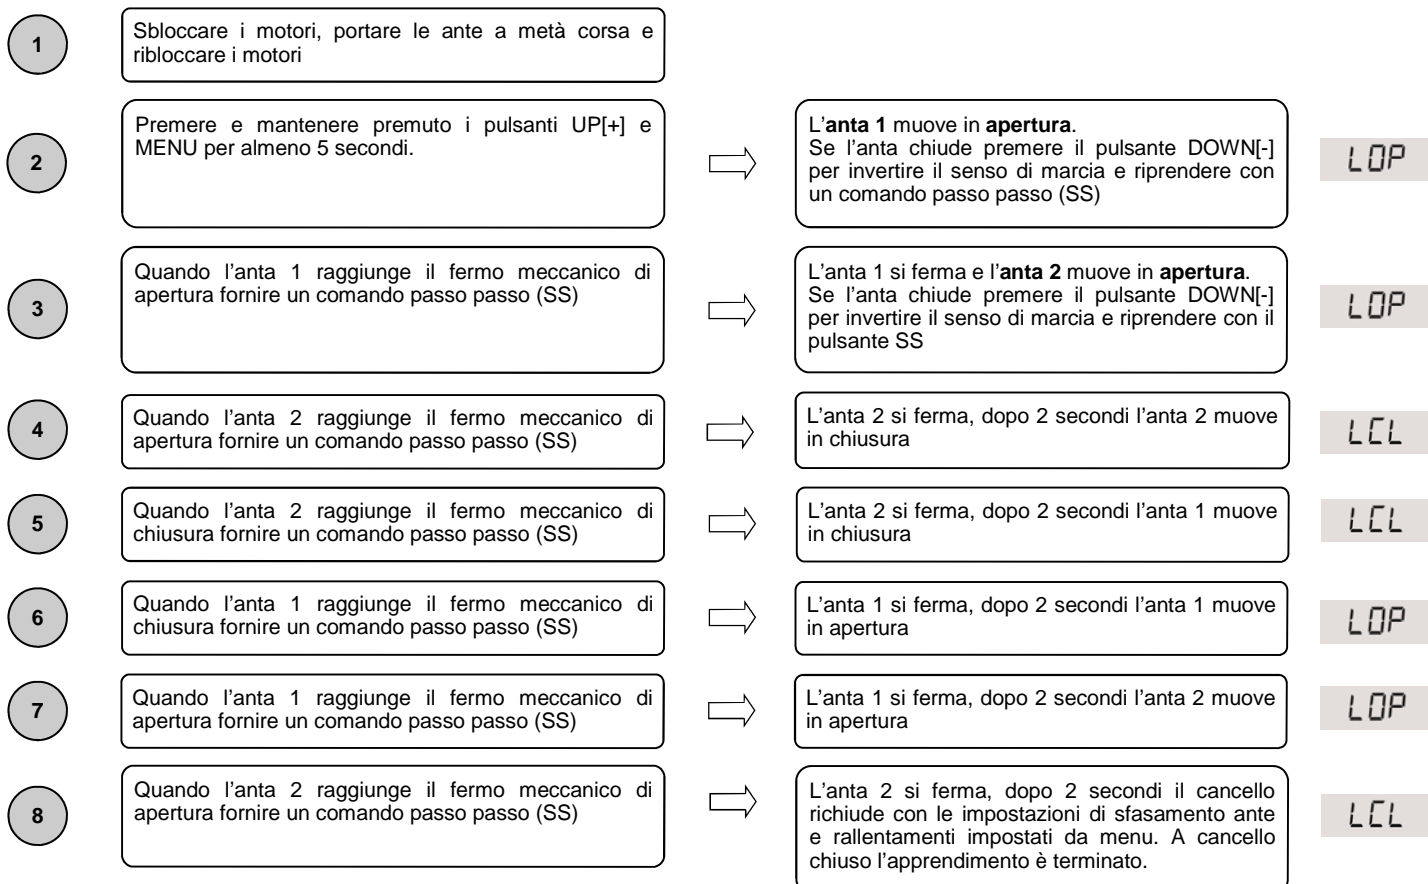 1
Sbloccare i motori, portare le ante a metà corsa e
ribloccare i motori
2
Premere e mantenere premuto i pulsanti UP[+] e
MENU per almeno 5 secondi.
L'anta 1 muove in apertura.
Se l'anta chiude premere il pulsante DOWN[-]
per invertire il senso di marcia e riprendere con
un comando passo passo (SS)
LOP
3
Quando l'anta 1 raggiunge il fermo meccanico di
apertura fornire un comando passo passo (SS)
L'anta 1 si ferma e l'anta 2 muove in apertura.
Se l'anta chiude premere il pulsante DOWN[-]
per invertire il senso di marcia e riprendere con il
pulsante SS
LOP
4
Quando l'anta 2 raggiunge il fermo meccanico di
apertura fornire un comando passo passo (SS)
L'anta 2 si ferma, dopo 2 secondi l'anta 2 muove
in chiusura
LCL
5
Quando l'anta 2 raggiunge il fermo meccanico di
chiusura fornire un comando passo passo (SS)
L'anta 2 si ferma, dopo 2 secondi l'anta 1 muove
in chiusura
LCL
6
Quando l'anta 1 raggiunge il fermo meccanico di
chiusura fornire un comando passo passo (SS)
L'anta 1 si ferma, dopo 2 secondi l'anta 1 muove
in apertura
LOP
7
Quando l'anta 1 raggiunge il fermo meccanico di
apertura fornire un comando passo passo (SS)
L'anta 1 si ferma, dopo 2 secondi l'anta 2 muove
in apertura
LOP
8
Quando l'anta 2 raggiunge il fermo meccanico di
apertura fornire un comando passo passo (SS)
L'anta 2 si ferma, dopo 2 secondi il cancello
richiude con le impostazioni di sfasamento ante
e rallentamenti impostati da menu. A cancello
chiuso l'apprendimento è terminato.
LCL